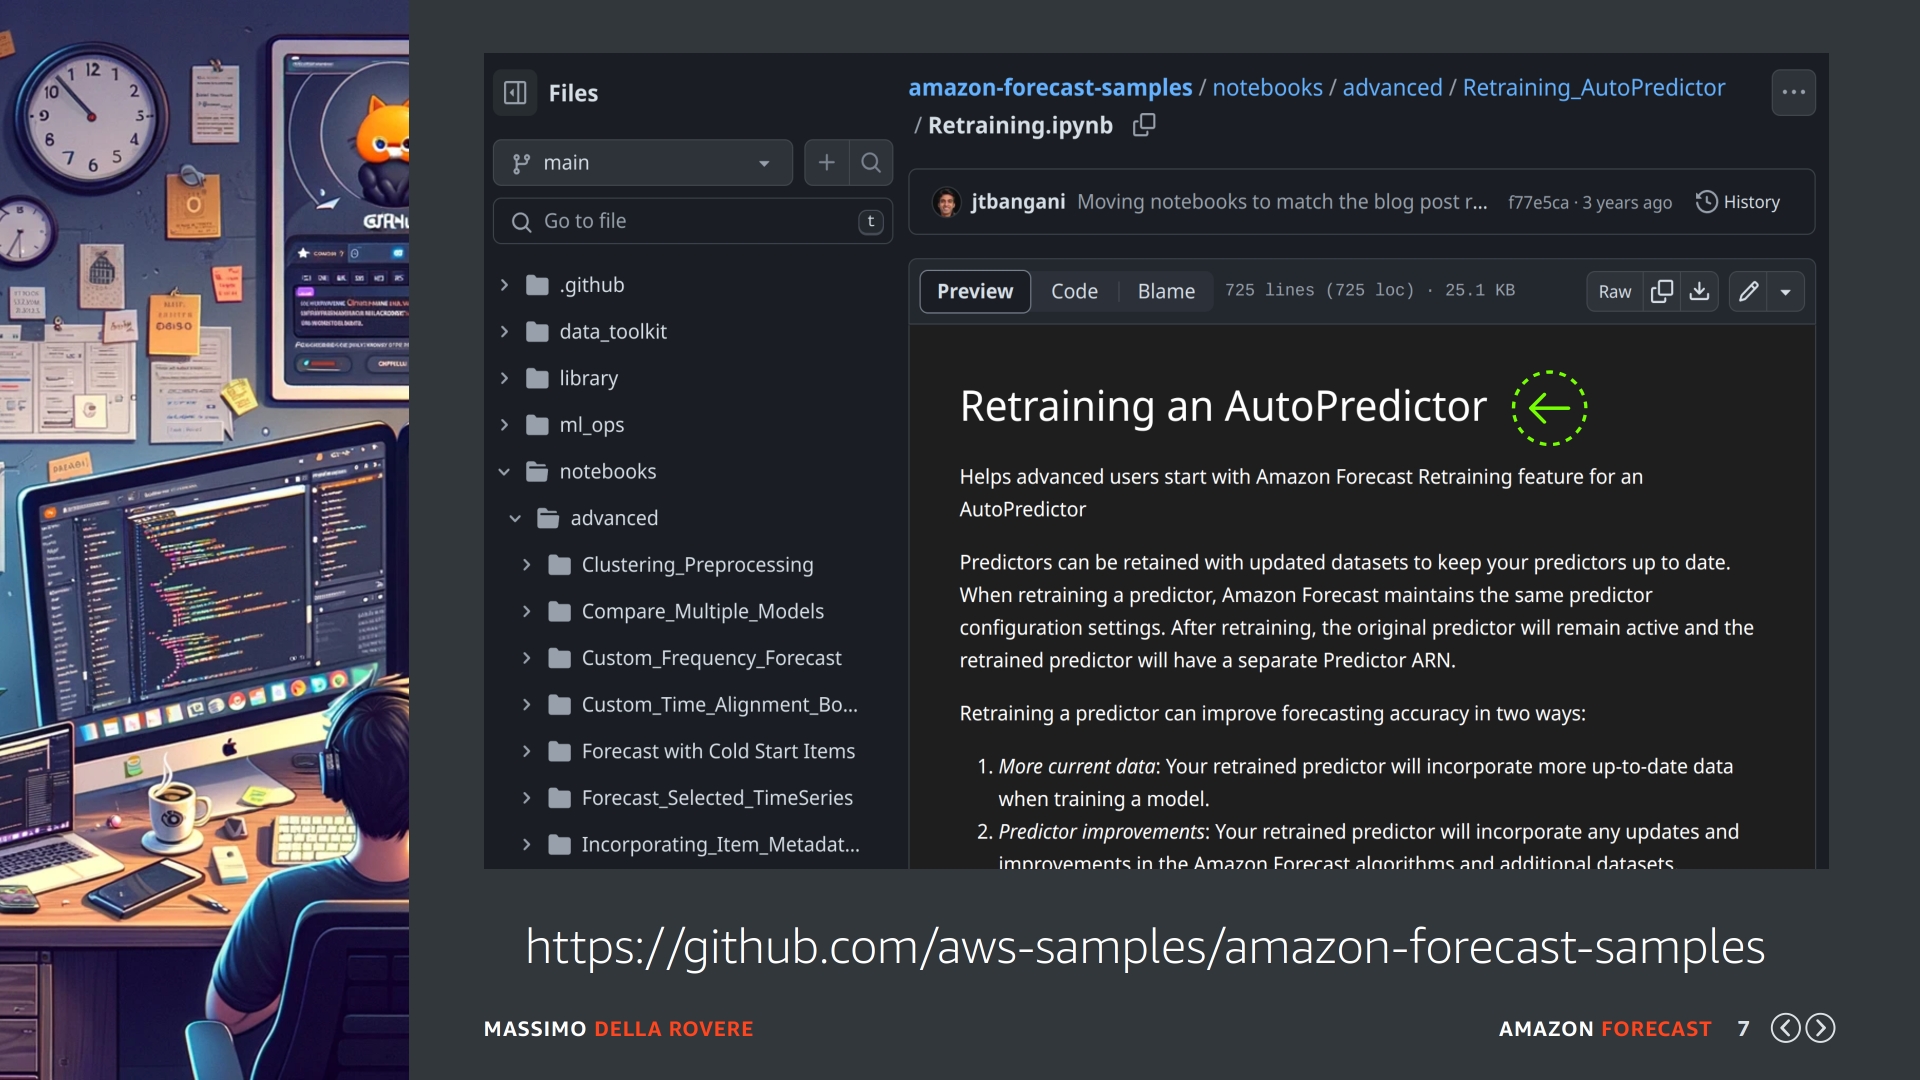 Files
main
Go to file
t
.github
data_toolkit
library
ml_ops
notebooks
advanced
Clustering_Preprocessing
Compare_Multiple_Models
Custom_Frequency_Forecast
Custom_Time_Alignment_Bo...
Forecast with Cold Start Items
Forecast_Selected_TimeSeries
Incorporating_Item_Metadat...
amazon-forecast-samples / notebooks / advanced / Retraining_AutoPredictor
/ Retraining.ipynb
jtbangani Moving notebooks to match the blog post r... f77e5ca · 3 years ago History
Preview Code Blame 725 lines (725 loc) · 25.1 KB Raw
Retraining an AutoPredictor
Helps advanced users start with Amazon Forecast Retraining feature for an
AutoPredictor
Predictors can be retained with updated datasets to keep your predictors up to date.
When retraining a predictor, Amazon Forecast maintains the same predictor
configuration settings. After retraining, the original predictor will remain active and the
retrained predictor will have a separate Predictor ARN.
Retraining a predictor can improve forecasting accuracy in two ways:
1. More current data: Your retrained predictor will incorporate more up-to-date data
when training a model.
2. Predictor improvements: Your retrained predictor will incorporate any updates and
improvements in the Amazon Forecast algorithms and additional datasets
https://github.com/aws-samples/amazon-forecast-samples
MASSIMO DELLA ROVERE
AMAZON FORECAST 7